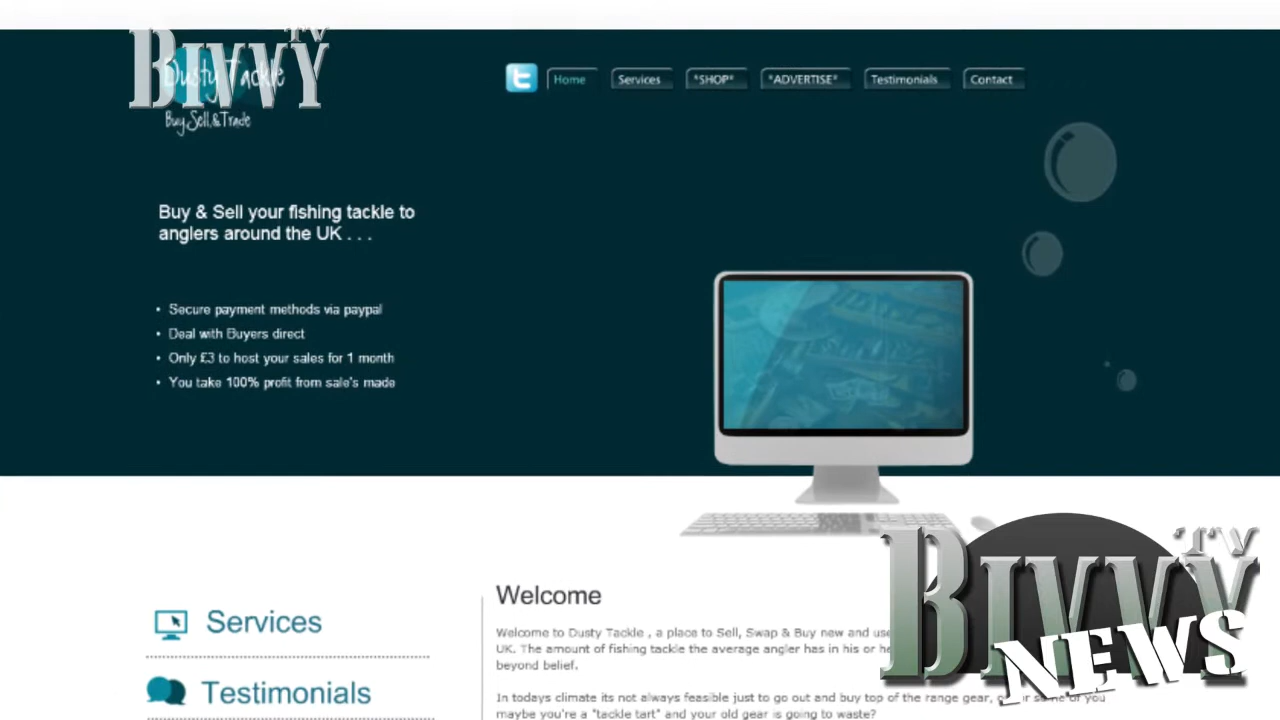 BIVVY TV
Dusty Tackle
Buy Sell & Trade
Home
Services
*SHOP*
*ADVERTISE*
Testimonials
Contact
Buy & Sell your fishing tackle to
anglers around the UK . . .
• Secure payment methods via paypal
• Deal with Buyers direct
• Only £3 to host your sales for 1 month
• You take 100% profit from sale's made
Services
Testimonials
Welcome
Welcome to Dusty Tackle , a place to Sell, Swap & Buy new and
UK. The amount of fishing tackle the average angler has in his or
beyond belief.
In todays climate its not always feasible just to go out and buy top of the range gear, of you
maybe you're a "tackle tart" and your old gear is going to waste?
BIVVY TV
NEWS